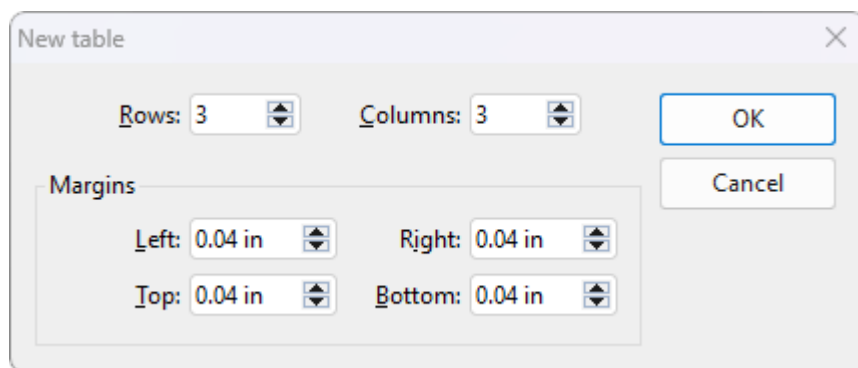 New table
Rows: 3 Columns: 3 OK
Margins Cancel
Left: 0.04 in Right: 0.04 in
Top: 0.04 in Bottom: 0.04 in